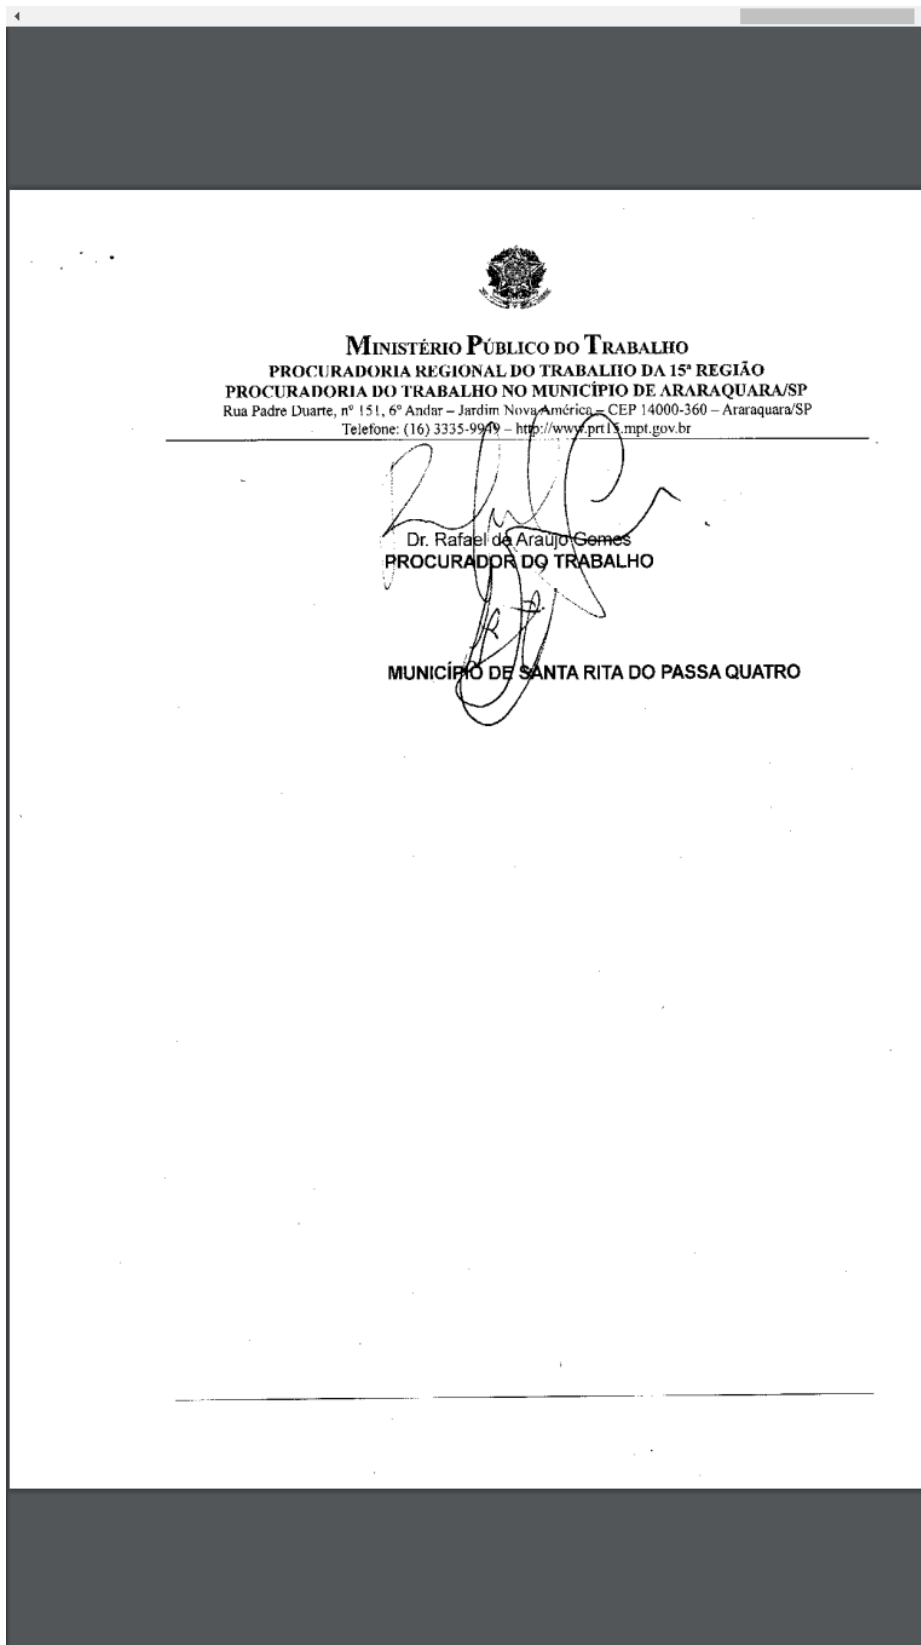 MINISTÉRIO PÚBLICO DO TRABALHO
PROCURADORIA REGIONAL DO TRABALHO DA 15ª REGIÃO
PROCURADORIA DO TRABALHO NO MUNICÍPIO DE ARARAQUARA/SP
Rua Padre Duarte, nº 151, 6º Andar – Jardim Nova América – CEP 14000-360 – Araraquara/SP
Telefone: (16) 3335-9949 – http://www.prt15.mpt.gov.br
Dr. Rafael de Araújo Gomes
PROCURADOR DO TRABALHO
MUNICÍPIO DE SANTA RITA DO PASSA QUATRO